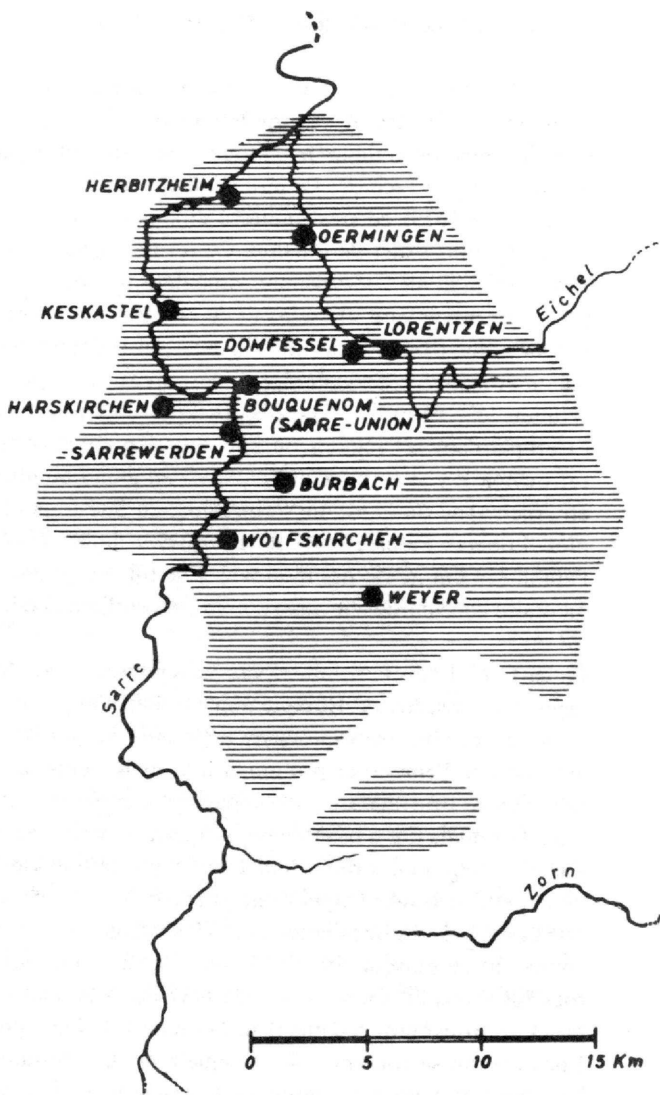 HERBITZHEIM
OERMINGEN
Eichel
KESKASTEL
LORENTZEN
DOMFESSEL
HARSKIRCHEN
BOUQUENOM
(SARRE-UNION)
SARREWERDEN
BURBACH
WOLFSKIRCHEN
WEYER
Sarre
Zorn
0 5 10 15 Km